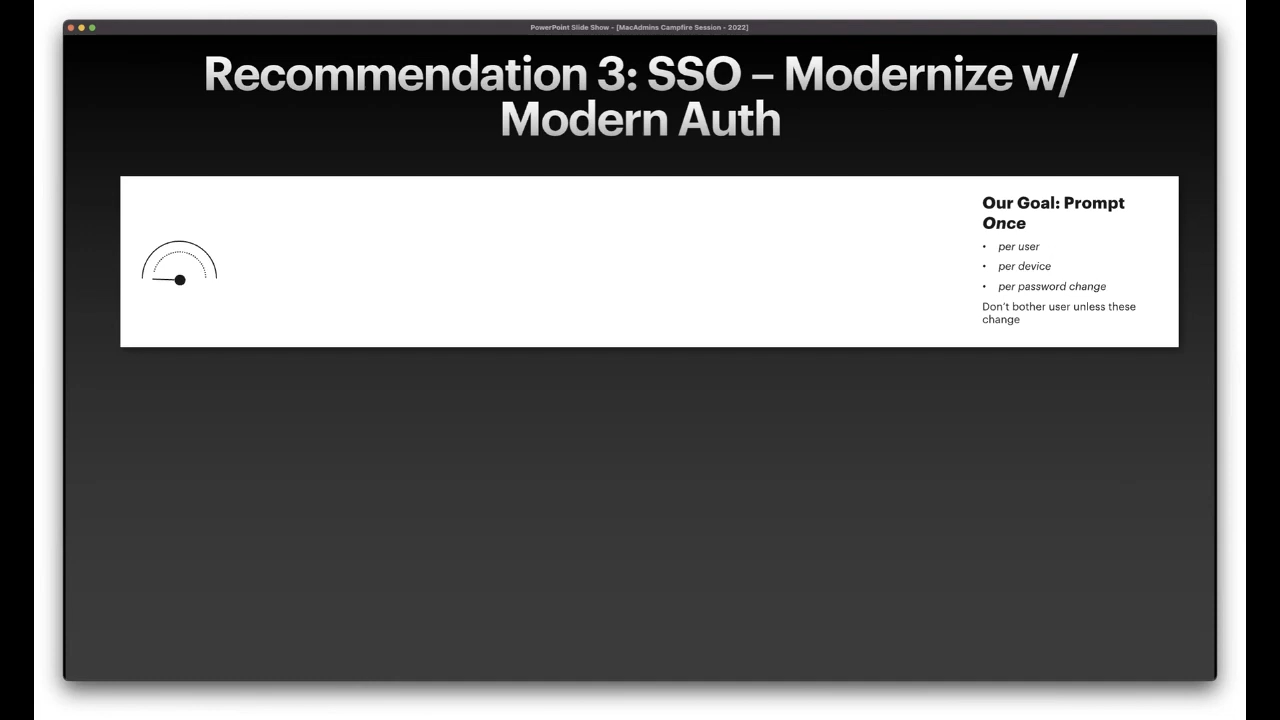 PowerPoint Slide Show - [MacAdmins Campfire Session - 2022]
Recommendation 3: SSO – Modernize w/
Modern Auth
Our Goal: Prompt
Once
• per user
• per device
• per password change
Don't bother user unless these
change